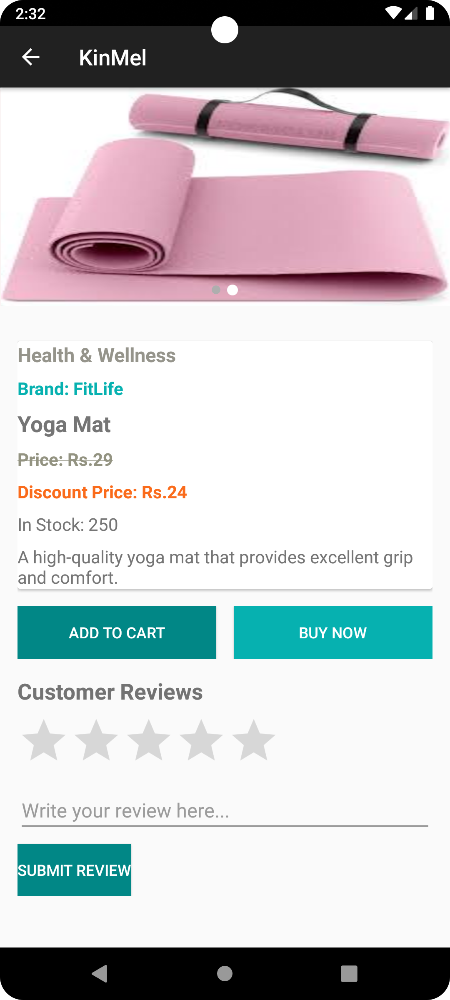 2:32
KinMel
Health & Wellness
Brand: FitLife
Yoga Mat
Price: Rs.29
Discount Price: Rs.24
In Stock: 250
A high-quality yoga mat that provides excellent grip
and comfort.
ADD TO CART
BUY NOW
Customer Reviews
Write your review here...
SUBMIT REVIEW